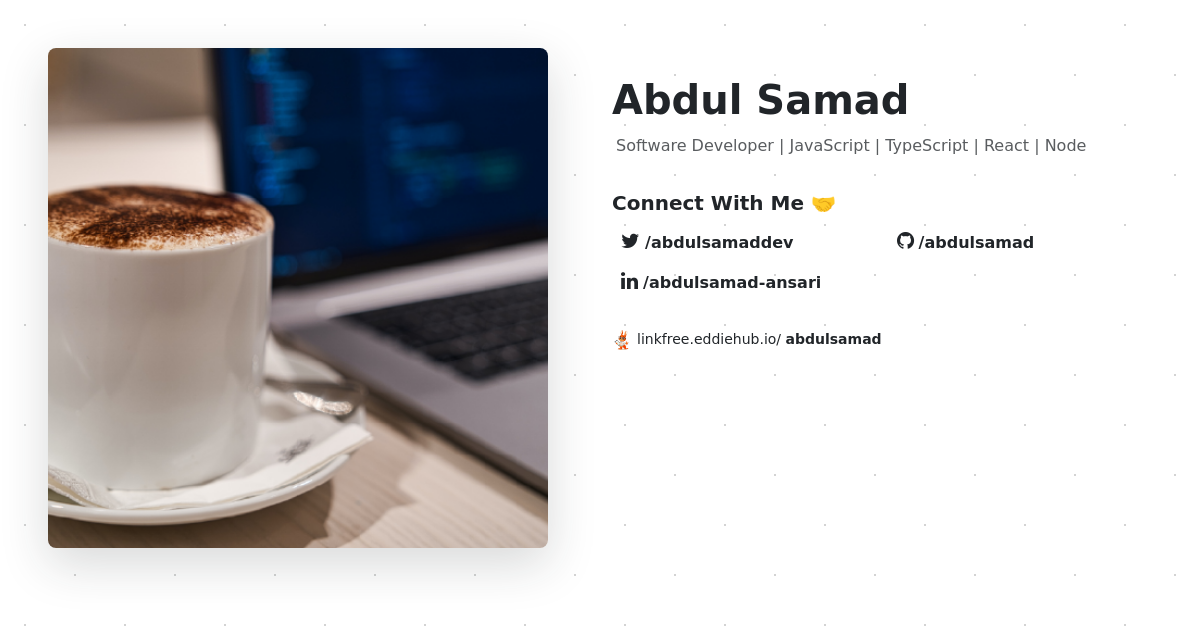 Abdul Samad
Software Developer | JavaScript | TypeScript | React | Node
Connect With Me 🤝
/abdulsamaddev
/abdulsamad
/abdulsamad-ansari
linkfree.eddiehub.io/ abdulsamad